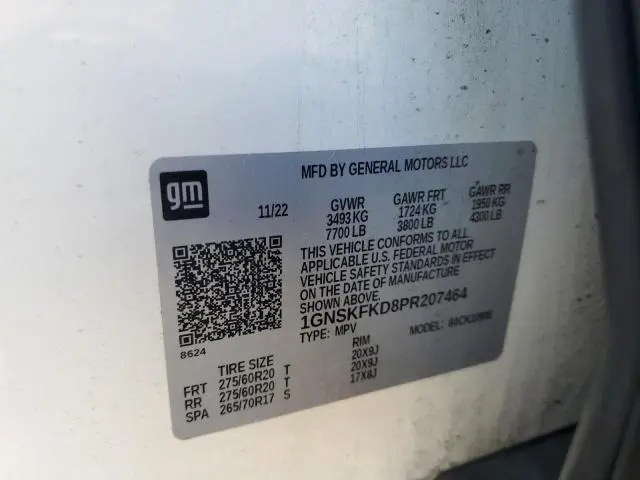 gm
MFD BY GENERAL MOTORS LLC
11/22
GVWR GAWR FRT GAWR RR
3493 KG 1724 KG 1950 KG
7700 LB 3800 LB 4300 LB
THIS VEHICLE CONFORMS TO ALL
APPLICABLE U.S. FEDERAL MOTOR
VEHICLE SAFETY STANDARDS IN EFFECT
ON THE DATE OF MANUFACTURE
1GNSKFKD8PR207464
TYPE: MPV MODEL:
8624
TIRE SIZE RIM
FRT 275/60R20 T 20X9J
RR 275/60R20 T 20X9J
SPA 265/70R17 S 17X8J